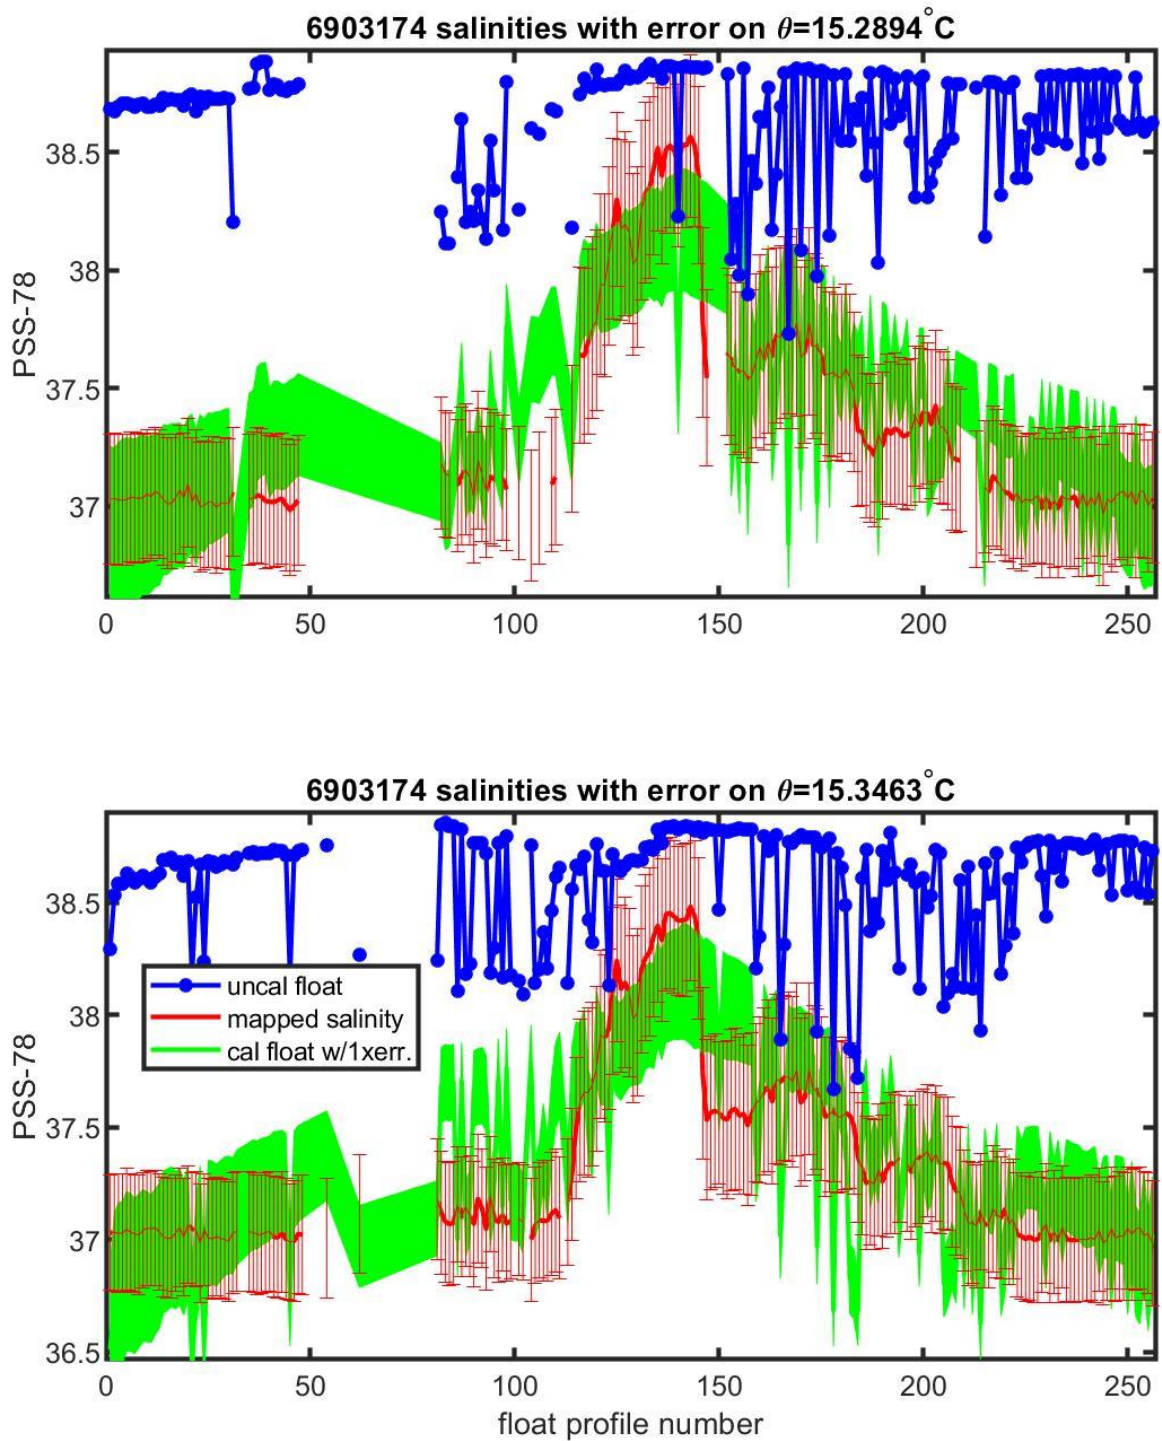 6903174 salinities with error on θ=15.2894°C
PSS-78
38.5
38
37.5
37
0 50 100 150 200 250
6903174 salinities with error on θ=15.3463°C
PSS-78
38.5
38
37.5
37
36.5
uncal float
mapped salinity
cal float w/1xerr.
0 50 100 150 200 250
float profile number